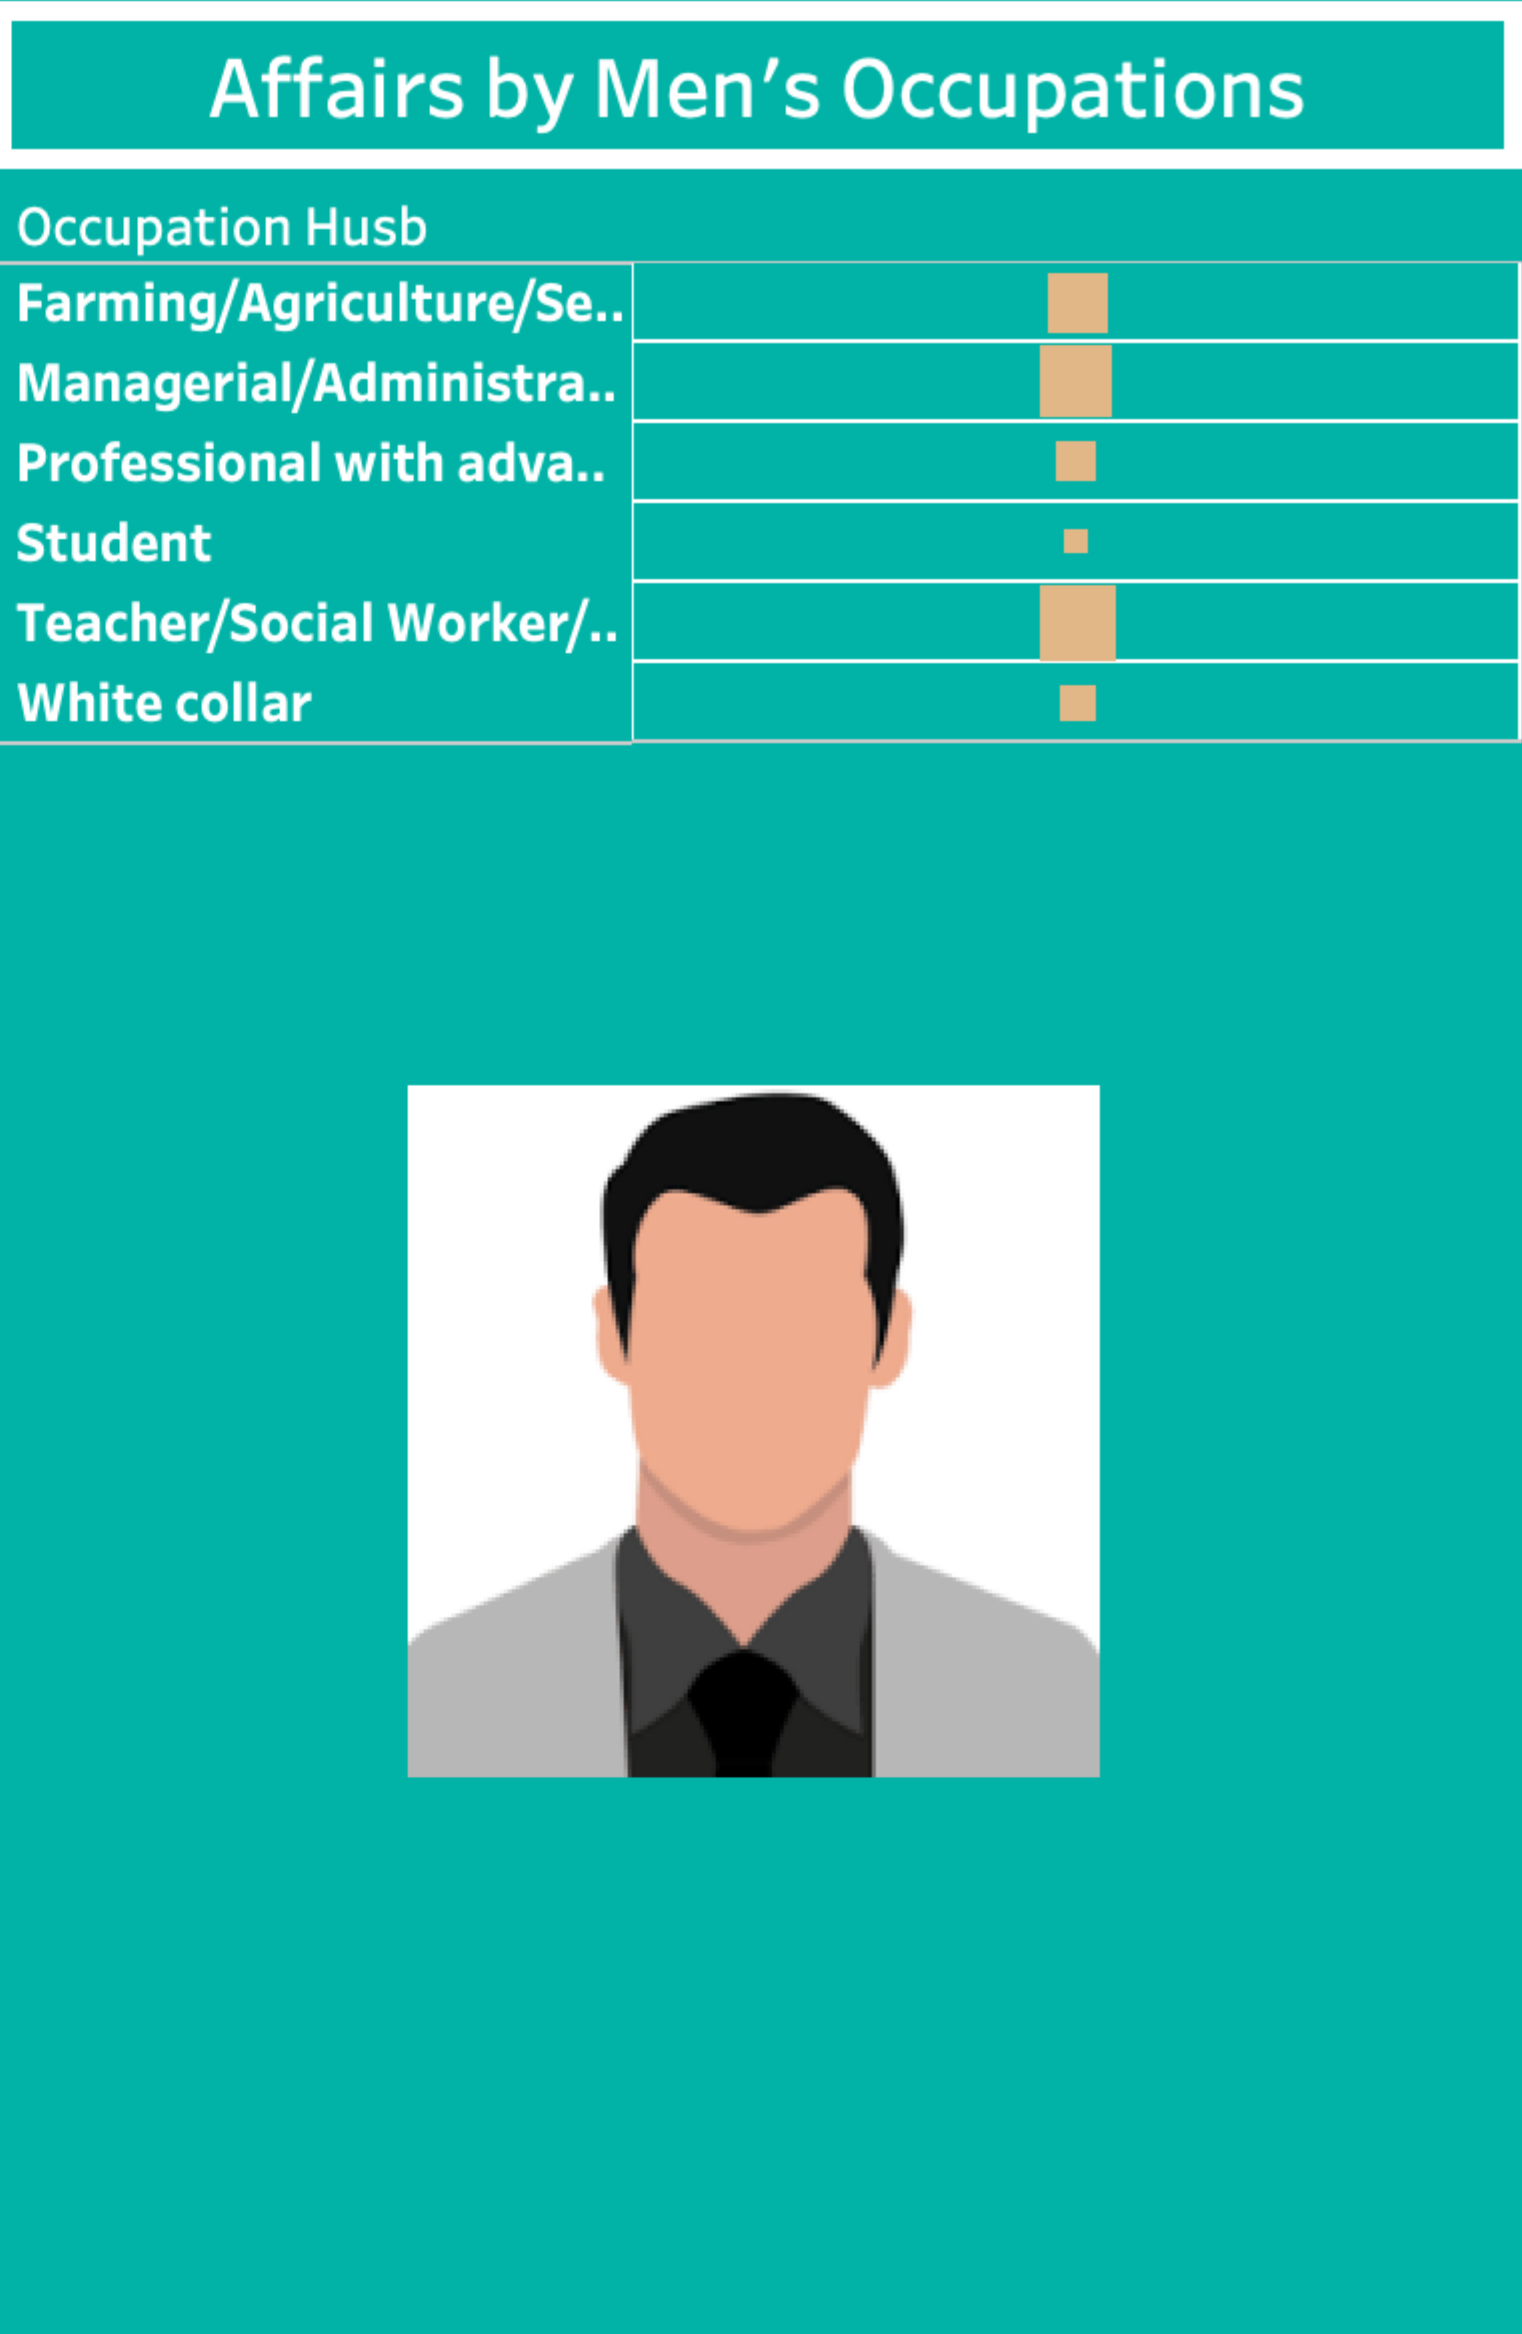 Affairs by Men’s Occupations
Occupation Husb
Farming/Agriculture/Se..
Managerial/Administra..
Professional with adva..
Student
Teacher/Social Worker/..
White collar